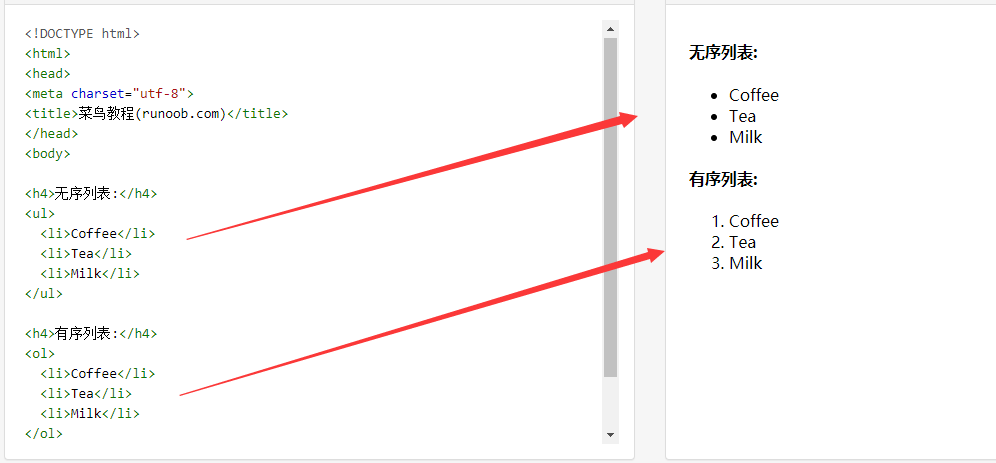 <!DOCTYPE html>
<html>
<head>
<meta charset="utf-8">
<title>菜鸟教程(runoob.com)</title>
</head>
<body>
<h4>无序列表:</h4>
<ul>
<li>Coffee</li>
<li>Tea</li>
<li>Milk</li>
</ul>
<h4>有序列表:</h4>
<ol>
<li>Coffee</li>
<li>Tea</li>
<li>Milk</li>
</ol>
无序列表:
• Coffee
• Tea
• Milk
有序列表:
1. Coffee
2. Tea
3. Milk